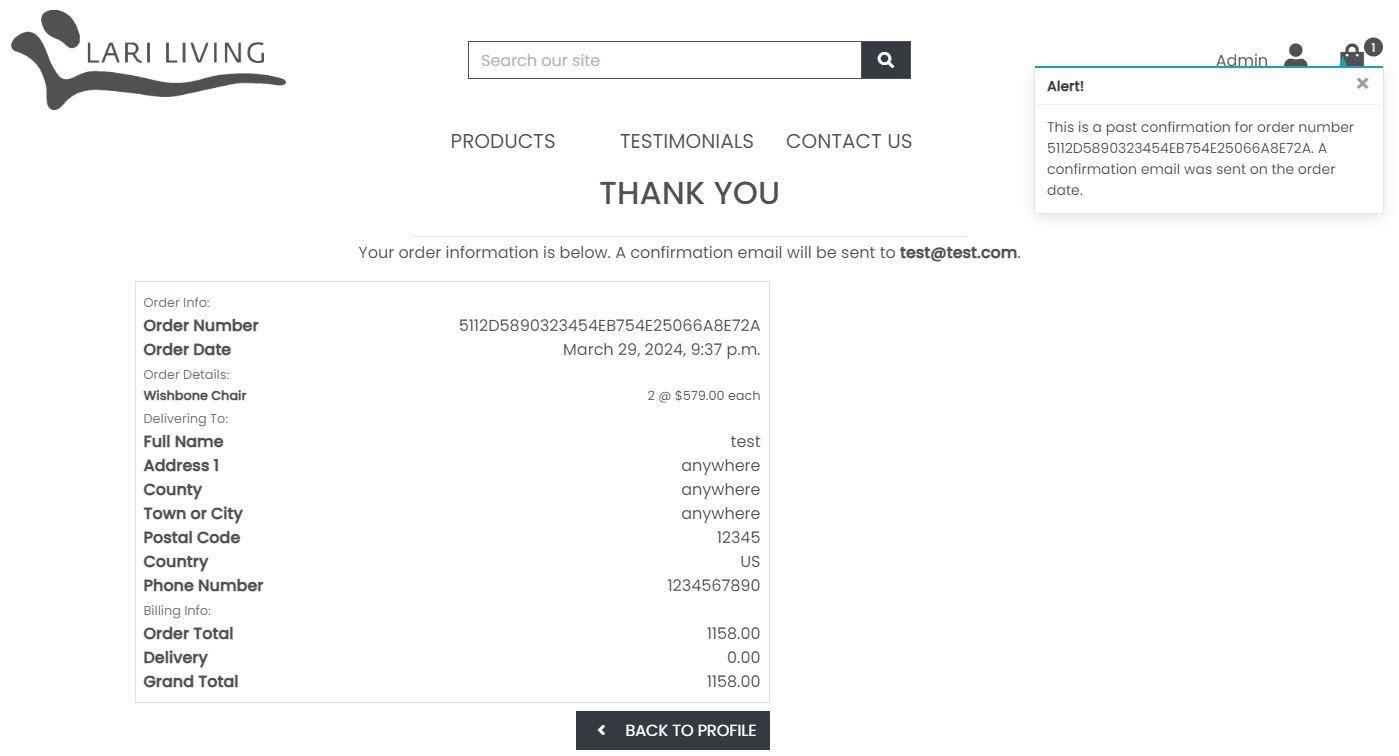 LARI LIVING
Search our site
Admin
1
Alert!
×
This is a past confirmation for order number
5112D5890323454EB754E25066A8E72A. A
confirmation email was sent on the order
date.
PRODUCTS TESTIMONIALS CONTACT US
THANK YOU
Your order information is below. A confirmation email will be sent to test@test.com.
Order Info:
Order Number 5112D5890323454EB754E25066A8E72A
Order Date March 29, 2024, 9:37 p.m.
Order Details:
Wishbone Chair 2 @ $579.00 each
Delivering To:
Full Name test
Address 1 anywhere
County anywhere
Town or City anywhere
Postal Code 12345
Country US
Phone Number 1234567890
Billing Info:
Order Total 1158.00
Delivery 0.00
Grand Total 1158.00
BACK TO PROFILE